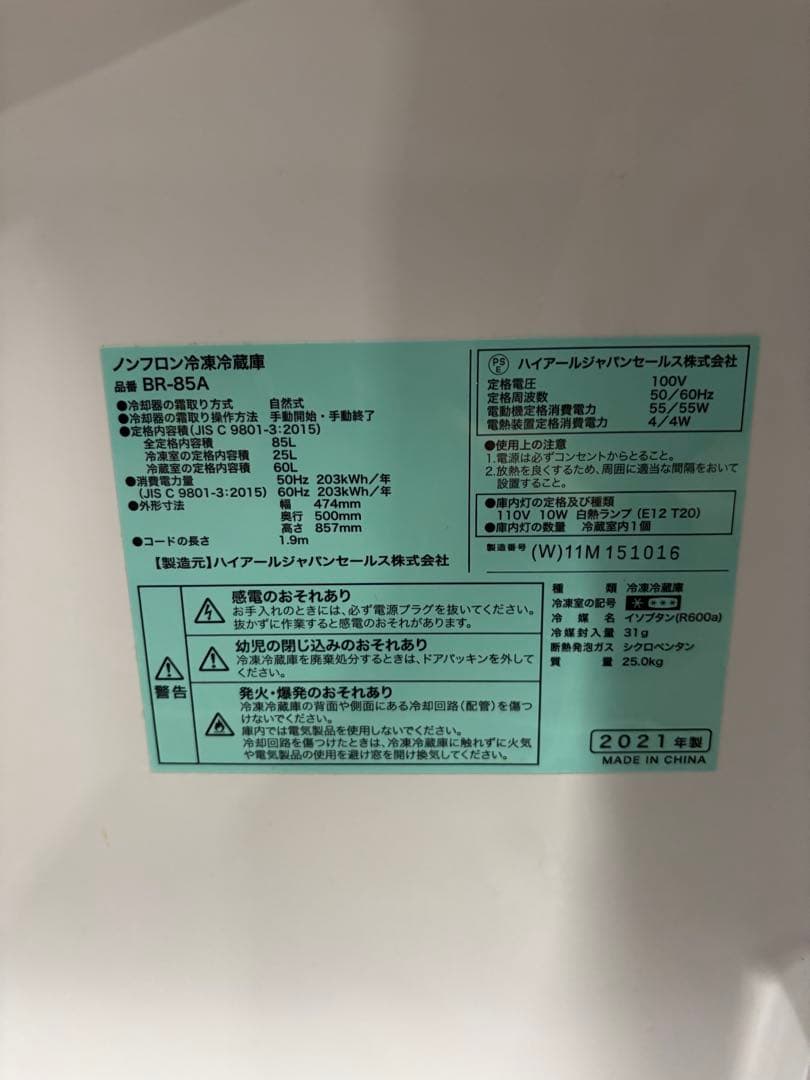 ノンフロン冷凍冷蔵庫
品番 BR-85A
●冷却器の霜取り方式 自然式
●冷却器の霜取り操作方法 手動開始・手動終了
●定格内容積(JIS C 9801-3:2015)
全定格内容積 85L
冷凍室の定格内容積 25L
冷蔵室の定格内容積 60L
●消費電力量 50Hz 203kWh/年
(JIS C 9801-3:2015) 60Hz 203kWh/年
●外形寸法 幅 474mm
奥行 500mm
高さ 857mm
●コードの長さ 1.9m
【製造元】ハイアールジャパンセールス株式会社
PSE ハイアールジャパンセールス株式会社
定格電圧 100V
定格周波数 50/60Hz
電動機定格消費電力 55/55W
電熱装置定格消費電力 4/4W
●使用上の注意
1.電源は必ずコンセントからとること。
2.放熱を良くするため、周囲に適当な間隔をおいて
設置すること。
●庫内灯の定格及び種類
110V 10W 白熱ランプ (E12 T20)
●庫内灯の数量 冷蔵室内1個
製造番号 (W)11M151016
警告
感電のおそれあり
お手入れのときには、必ず電源プラグを抜いてください。
抜かずに作業すると感電のおそれがあります。
幼児の閉じ込みのおそれあり
冷凍冷蔵庫を廃棄処分するときは、ドアパッキンを外して
ください。
発火・爆発のおそれあり
冷凍冷蔵庫の背面や側面にある冷却回路(配管)を傷つ
けないでください。
庫内では電気製品を使用しないでください。
冷却回路を傷つけたときは、冷凍冷蔵庫に触れずに火気
や電気製品の使用を避け窓を開け換気してください。
種類 冷凍冷蔵庫
冷凍室の記号 * ***
冷媒名 イソブタン(R600a)
冷媒封入量 31g
断熱発泡ガス シクロペンタン
質量 25.0kg
2021年製
MADE IN CHINA